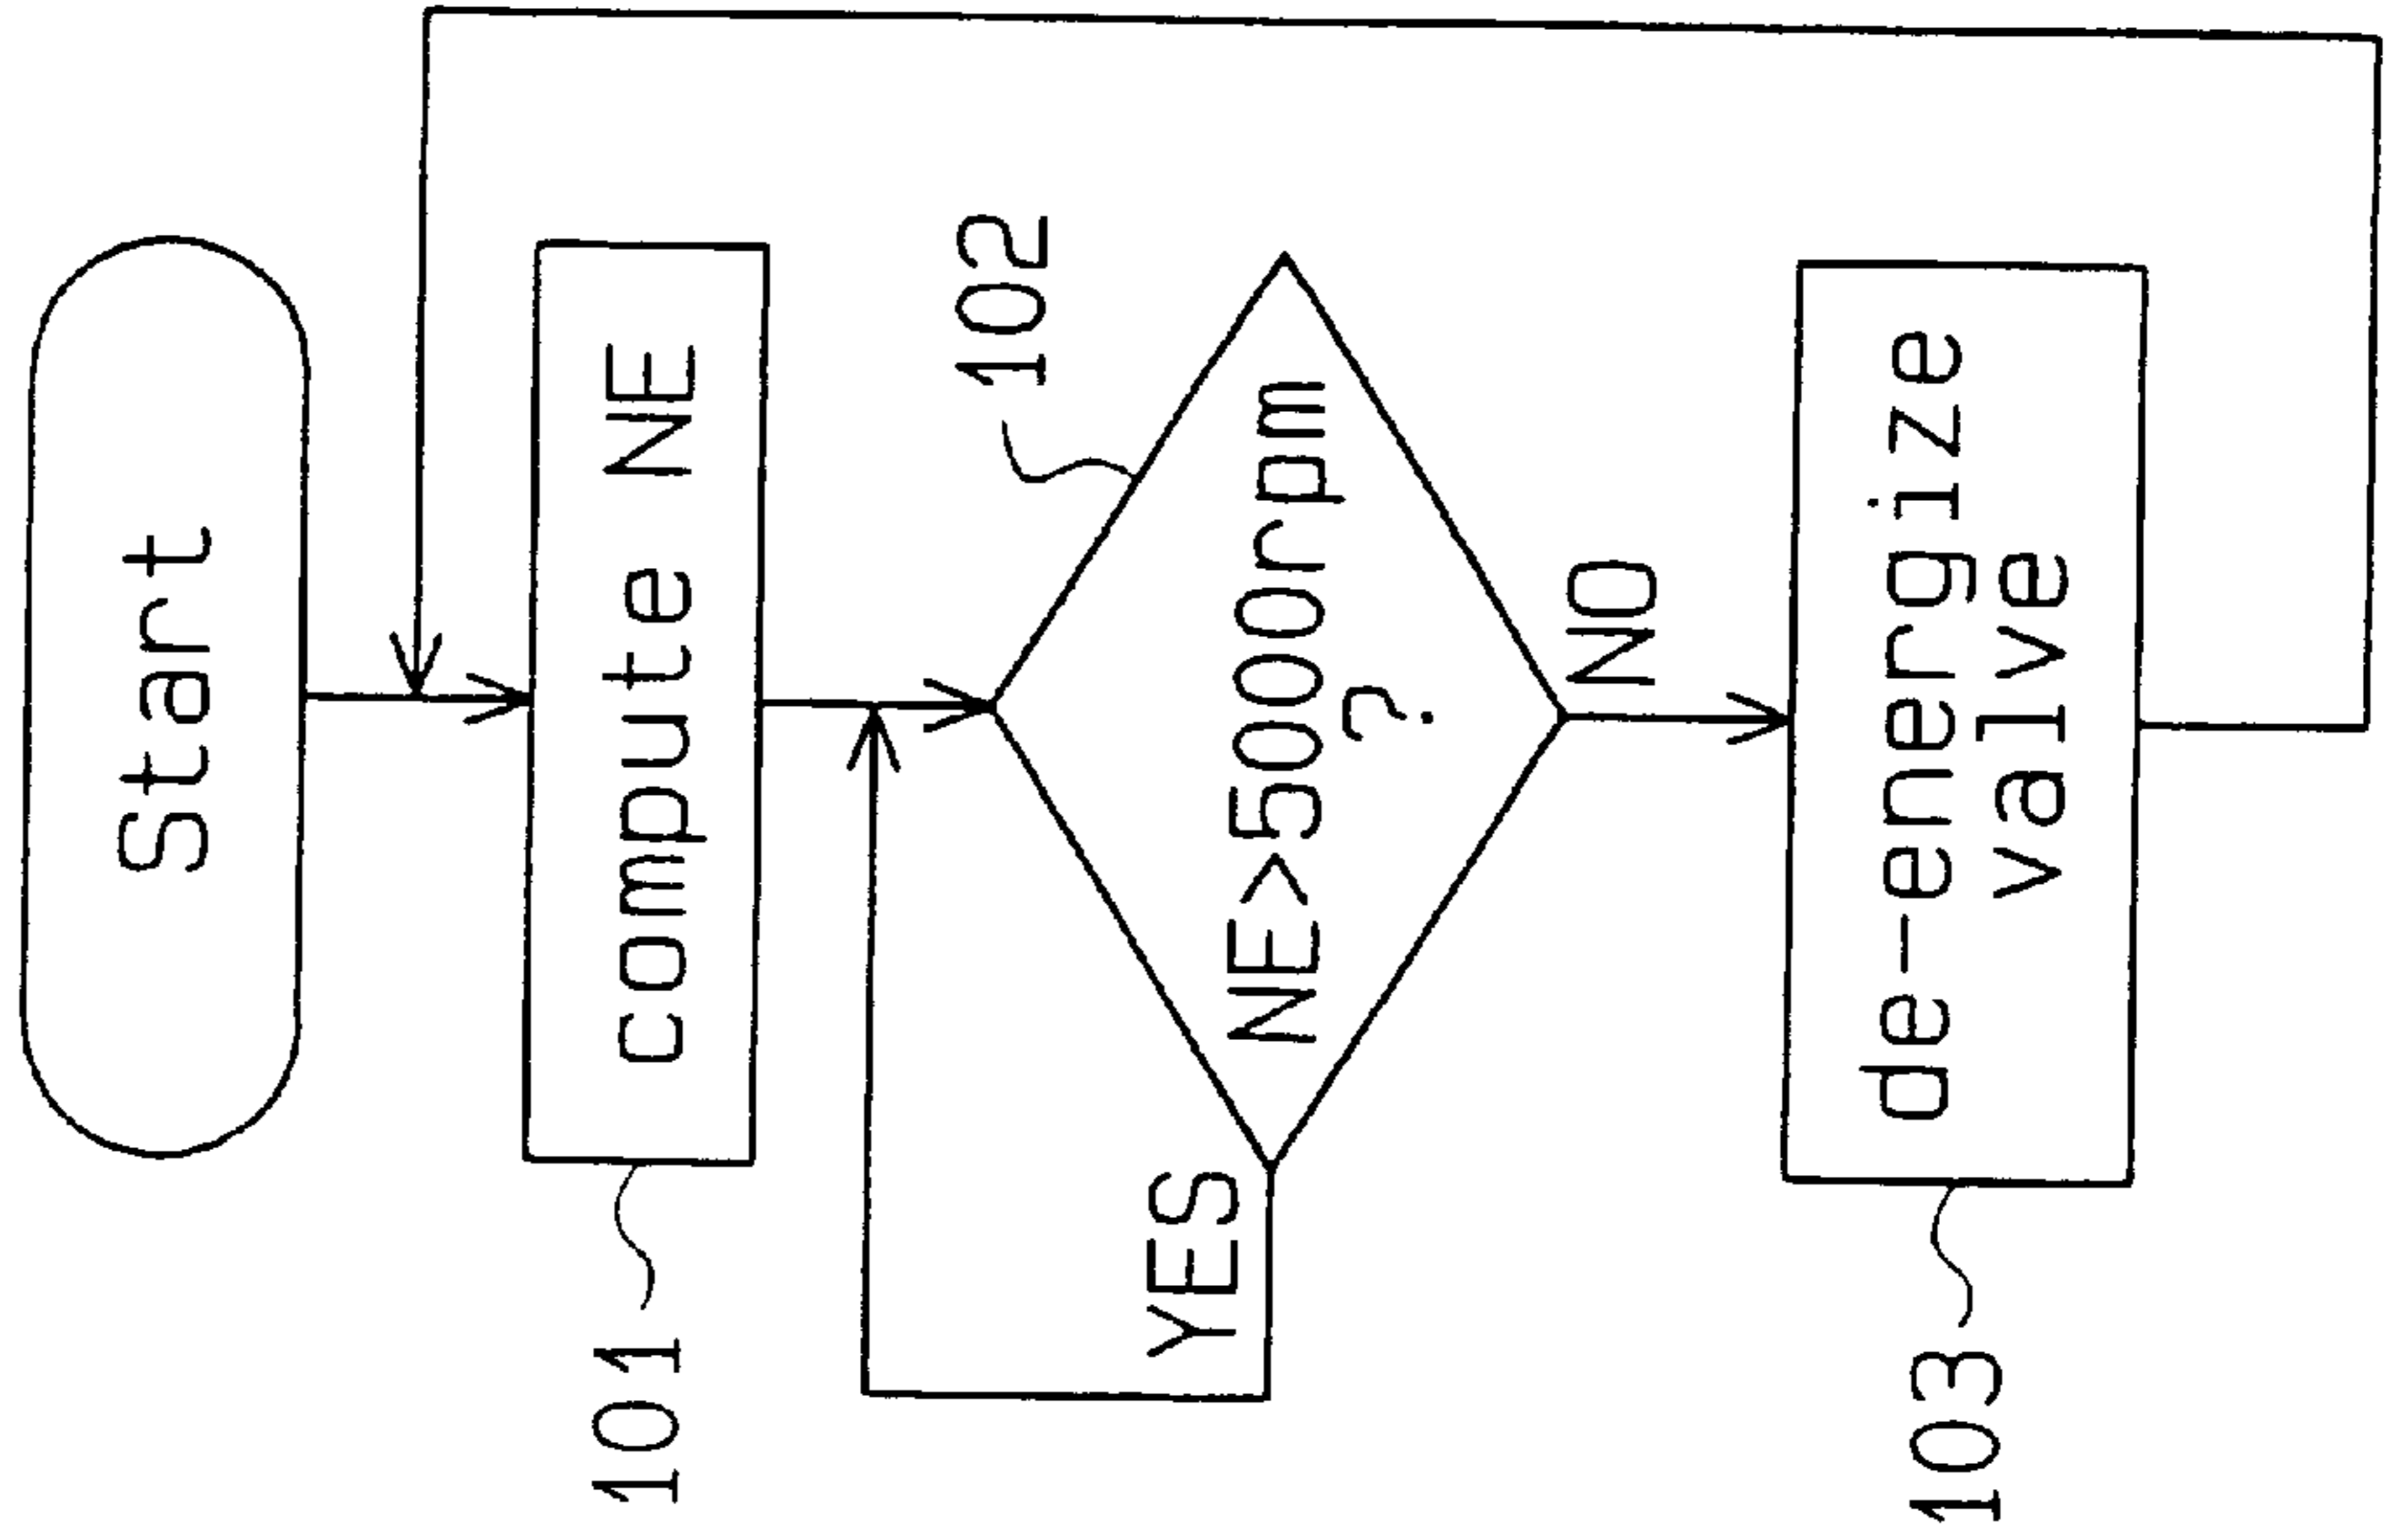 Start
compute NE
101
102
NE>5000rpm
?
YES
NO
de-energize
valve
103